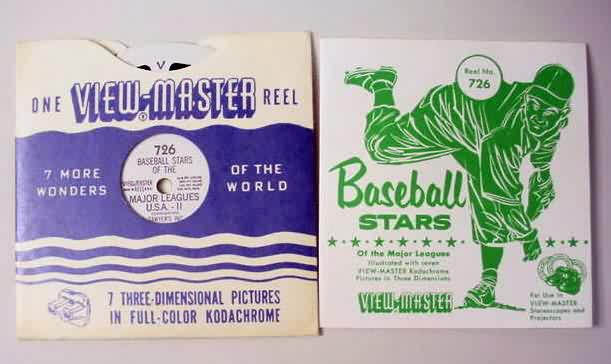 ONE VIEW-MASTER REEL
726
BASEBALL STARS
OF THE
VIEW-MASTER
REEL
MAJOR LEAGUES
U.S.A. - II
SAWYER'S INC
7 MORE
WONDERS
OF THE
WORLD
7 THREE-DIMENSIONAL PICTURES
IN FULL-COLOR KODACHROME
Reel No.
726
Baseball
STARS
Of the Major Leagues
Illustrated with seven
VIEW-MASTER Kodachrome
Pictures in Three Dimensions
VIEW-MASTER
For Use in
VIEW-MASTER
Stereoscopes and
Projectors